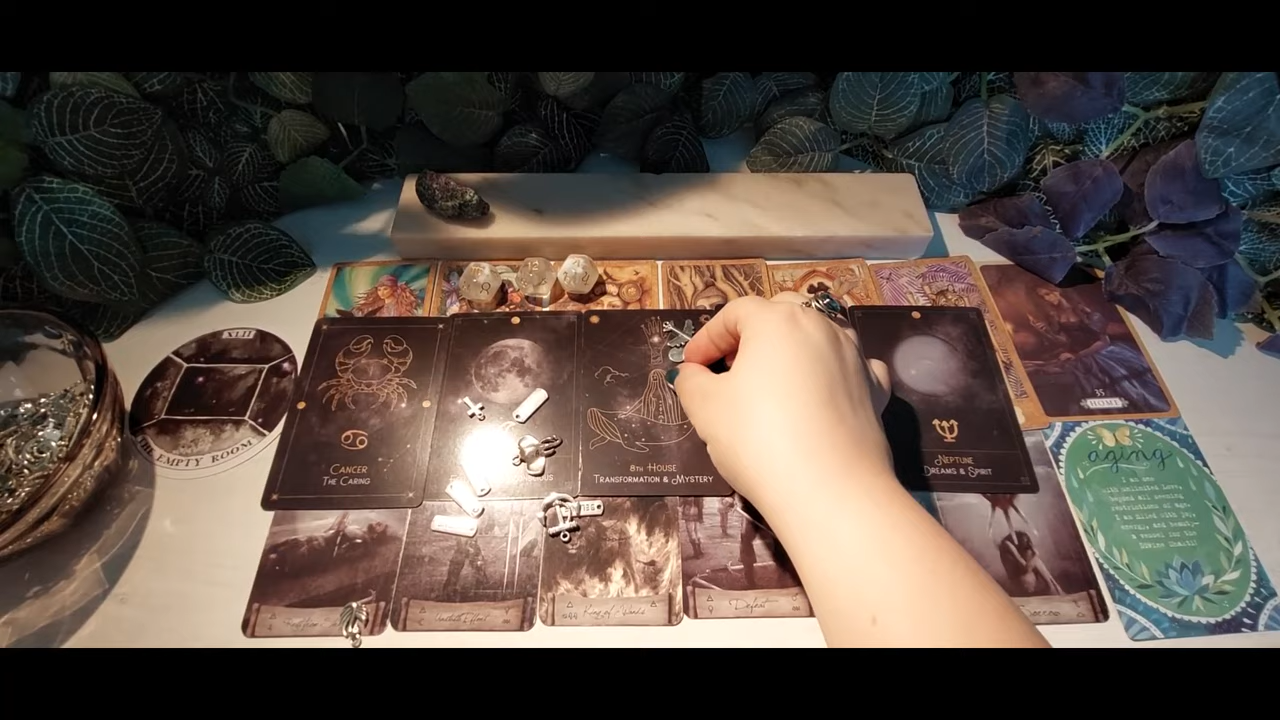 XLII
THE EMPTY ROOM
CANCER
THE CARING
8TH HOUSE
TRANSFORMATION & MYSTERY
NEPTUNE
DREAMS & SPIRIT
35
HOME
aging
I am one
with unlimited Love,
beyond all seeming
restrictions of age.
I am filled with joy,
energy, and beauty-
a vessel for the
Divine Shakti!
King of Wands
Defeat